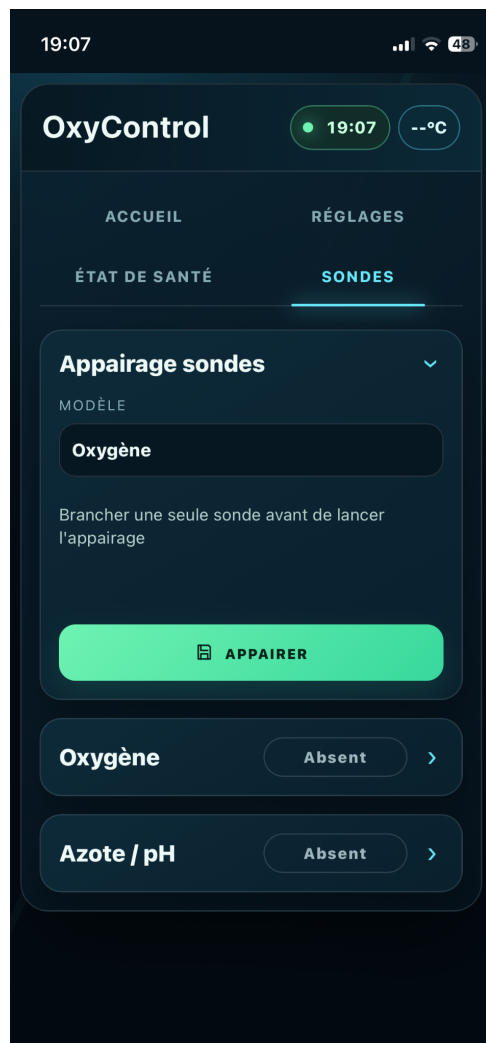 19:07
48
OxyControl
19:07
--°C
ACCUEIL
RÉGLAGES
ÉTAT DE SANTÉ
SONDES
Appairage sondes
MODÈLE
Oxygène
Brancher une seule sonde avant de lancer
l'appairage
APPAIRER
Oxygène
Absent
Azote / pH
Absent